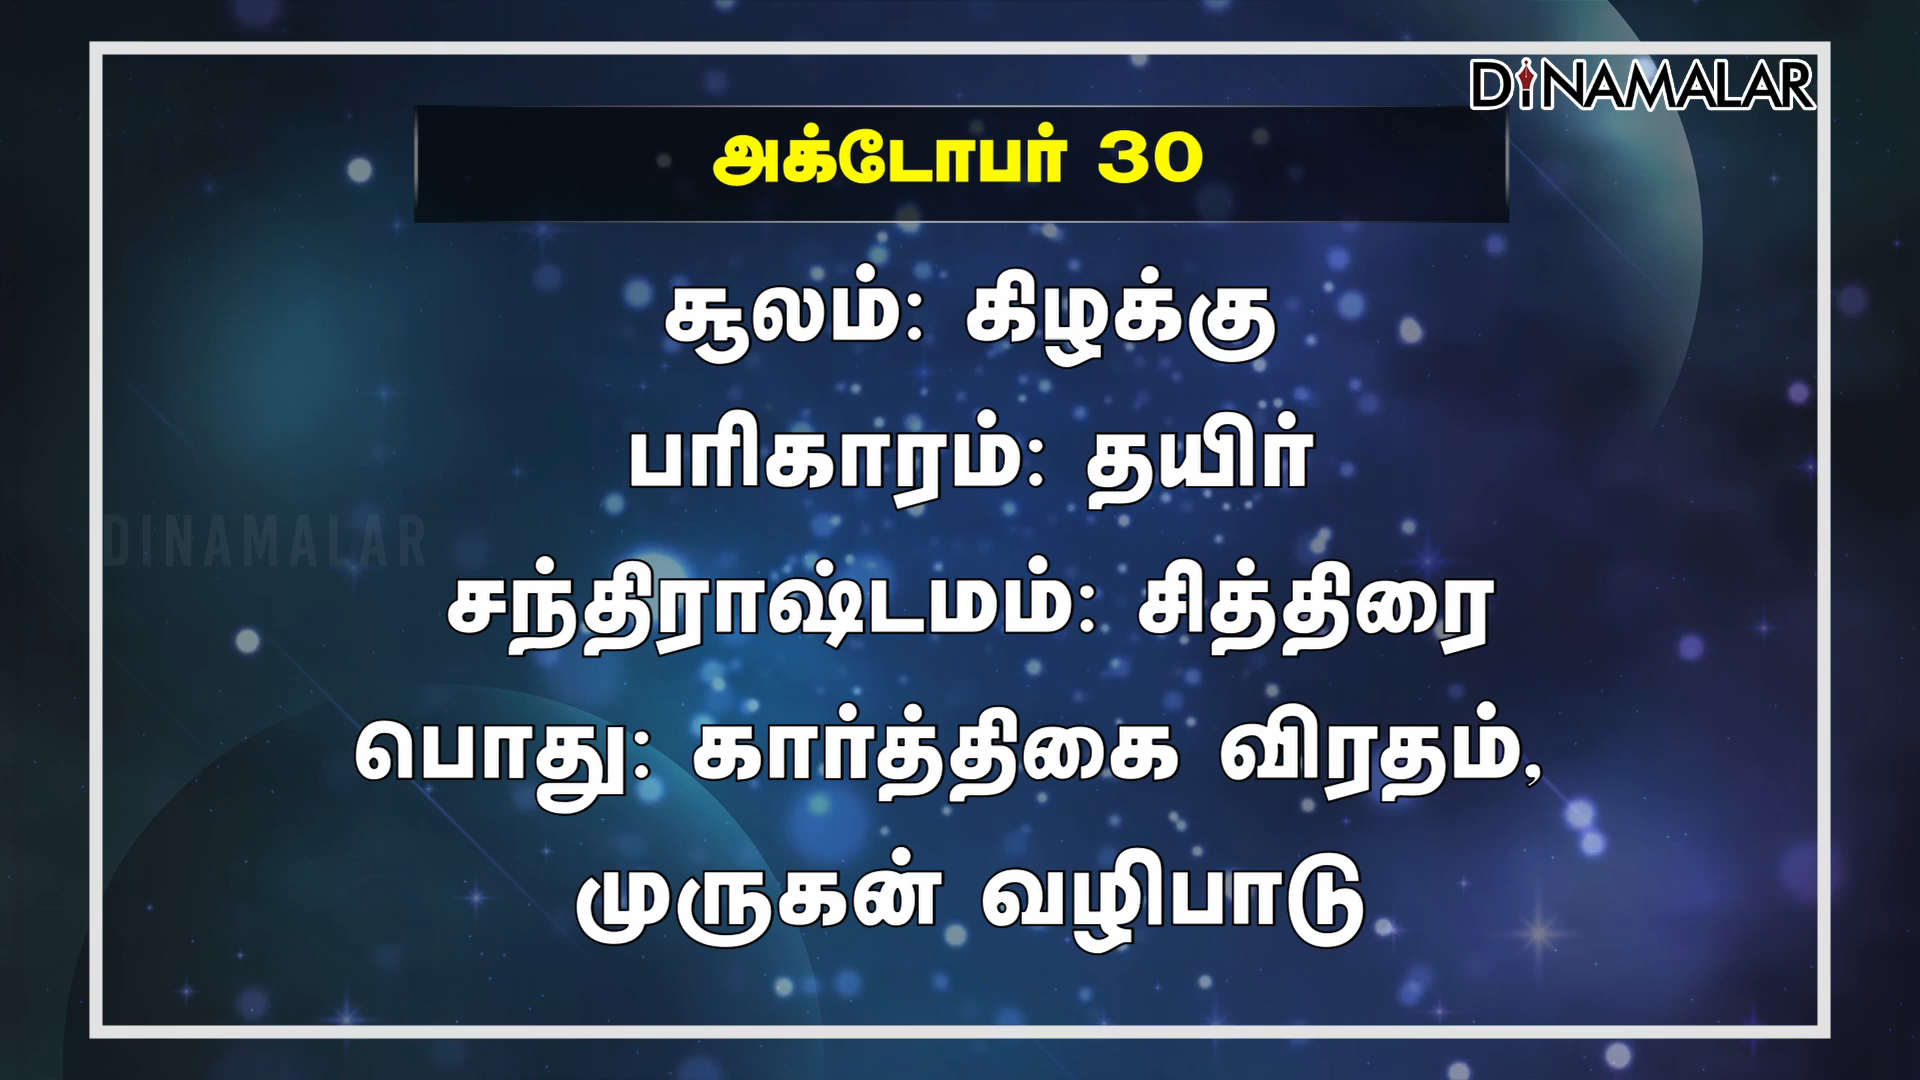 DINAMALAR
அக்டோபர் 30
சூலம்: கிழக்கு
பரிகாரம்: தயிர்
DINAMALAR
சந்திராஷ்டமம்: சித்திரை
பொது: கார்த்திகை விரதம்,
முருகன் வழிபாடு